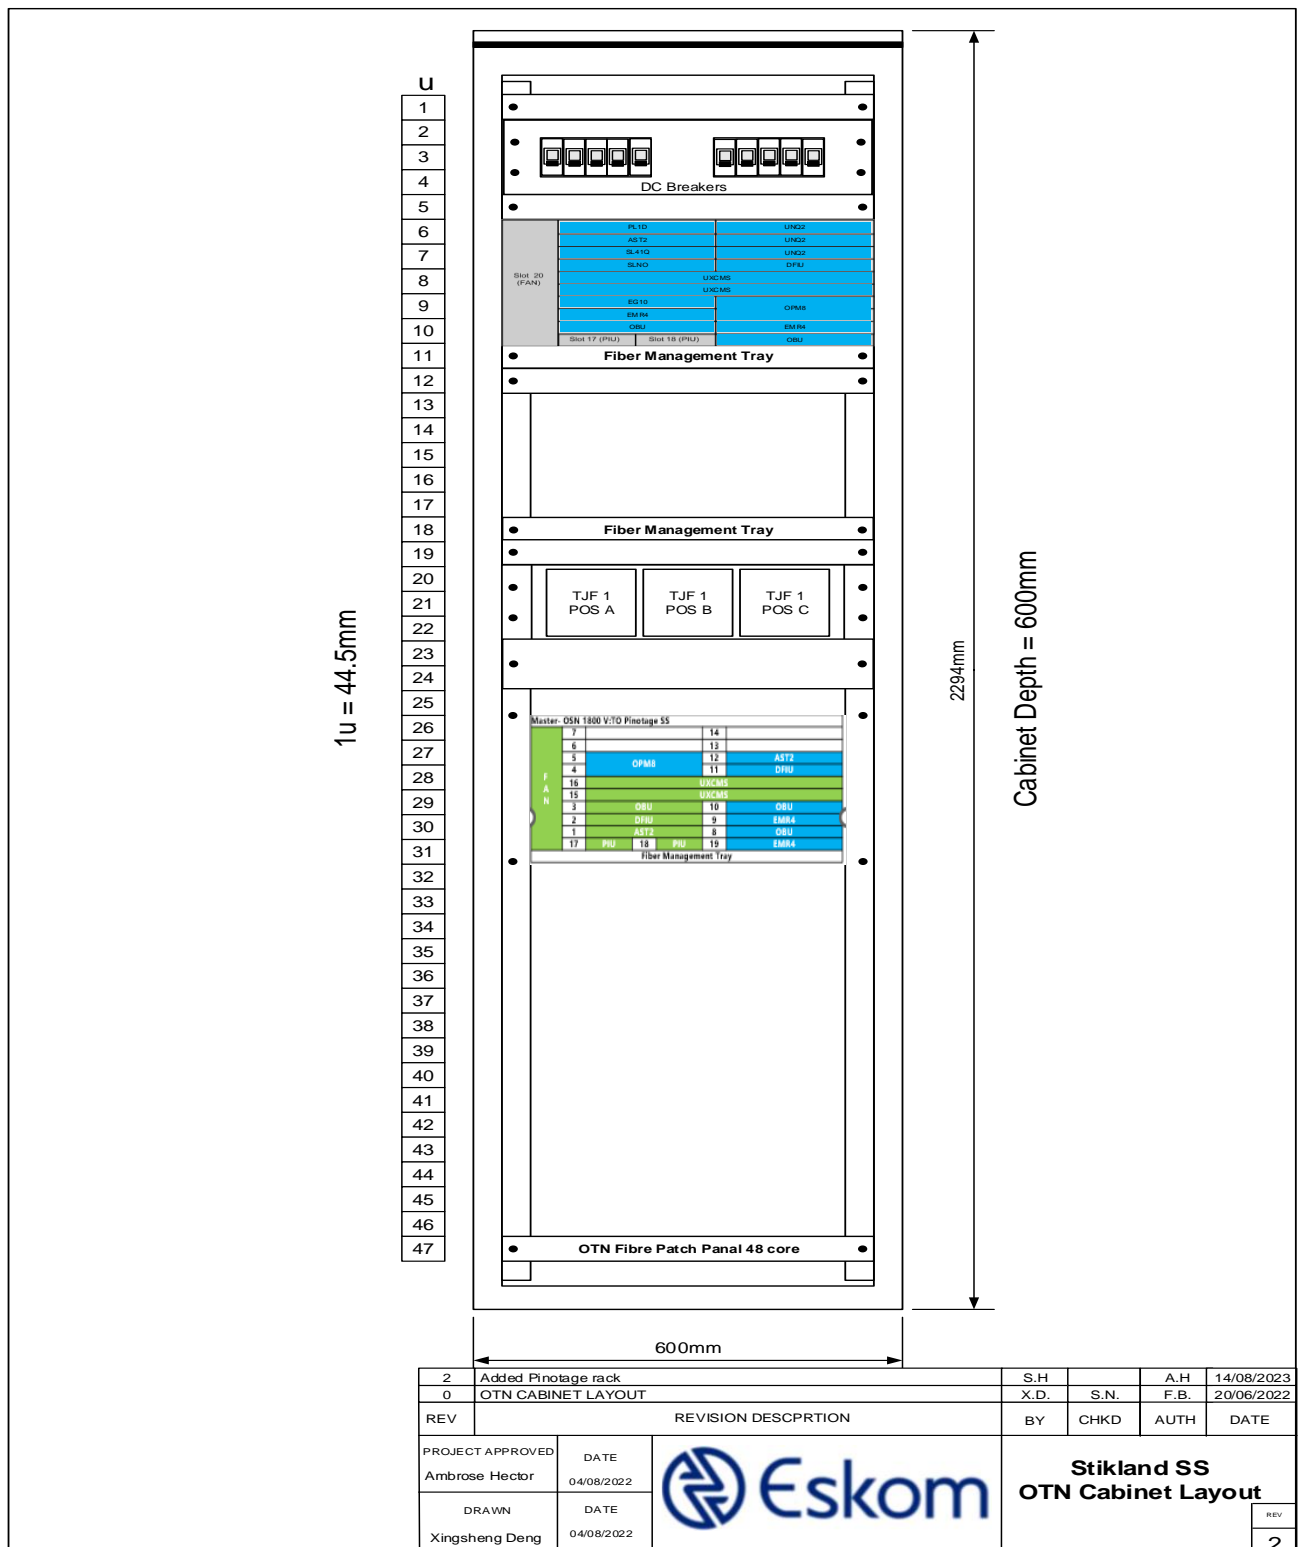 u
1
2
3
4
5
6
7
8
9
10
11
12
13
14
15
16
17
18
19
20
21
22
23
24
25
26
27
28
29
30
31
32
33
34
35
36
37
38
39
40
41
42
43
44
45
46
47
1u = 44.5mm
DC Breakers
Slot 20
(FAN)
PL1D UNQ2
AST2 UNQ2
SL41Q UNQ2
SLNO DFIU
UXCMS
UXCMS
EG10 OPM8
EMR4
OBU EMR4
Slot 17 (PIU) Slot 18 (PIU) OBU
Fiber Management Tray
Fiber Management Tray
TJF 1
POS A
TJF 1
POS B
TJF 1
POS C
Master- OSN 1800 V:TO Pinotage SS
FAN
7 14
6 13
5 OPM8 12 AST2
4 11 DFIU
16 UXCMS
15 UXCMS
3 OBU 10 OBU
2 DFIU 9 EMR4
1 AST2 8 OBU
17 PIU 18 PIU 19 EMR4
Fiber Management Tray
OTN Fibre Patch Panal 48 core
2294mm
Cabinet Depth = 600mm
600mm
2 Added Pinotage rack S.H A.H 14/08/2023
0 OTN CABINET LAYOUT X.D. S.N. F.B. 20/06/2022
REV REVISION DESCPRTION BY CHKD AUTH DATE
PROJECT APPROVED
Ambrose Hector
DATE
04/08/2022
DRAWN
Xingsheng Deng
DATE
04/08/2022
Eskom
Stikland SS
OTN Cabinet Layout
REV
2